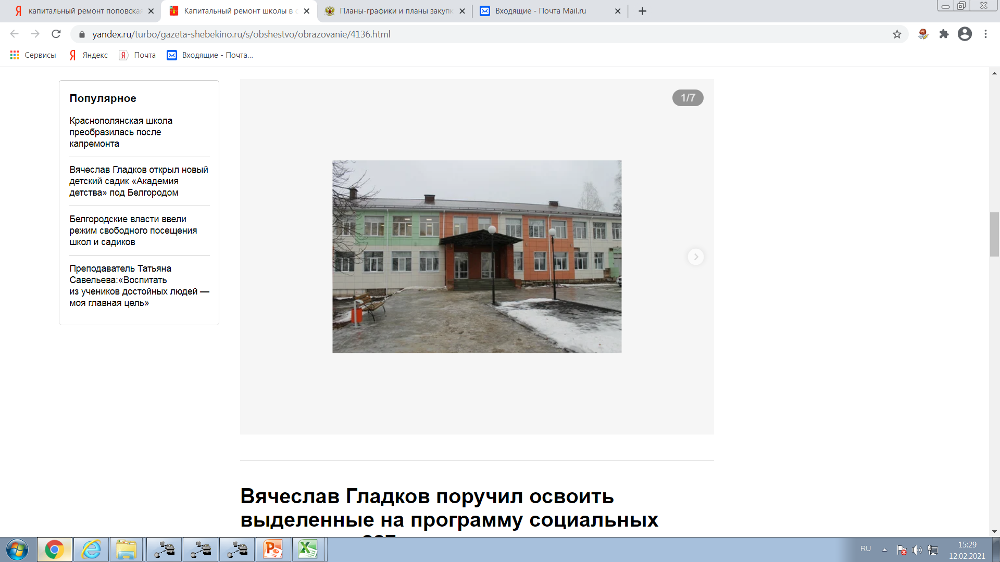 капитальный ремонт поповска
Капитальный ремонт школы в с
Планы-графики и планы закуп
Входящие - Почта Mail.ru
yandex.ru/turbo/gazeta-shebekino.ru/s/obshestvo/obrazovanie/4136.html
Сервисы
Яндекс
Почта
Входящие - Почта...
Популярное
Краснополянская школа
преобразилась после
капремонта
Вячеслав Гладков открыл новый
детский садик «Академия
детства» под Белгородом
Белгородские власти ввели
режим свободного посещения
школ и садиков
Преподаватель Татьяна
Савельева:«Воспитать
из учеников достойных людей —
моя главная цель»
1/7
Вячеслав Гладков поручил освоить
выделенные на программу социальных
RU
15:29
12.02.2021